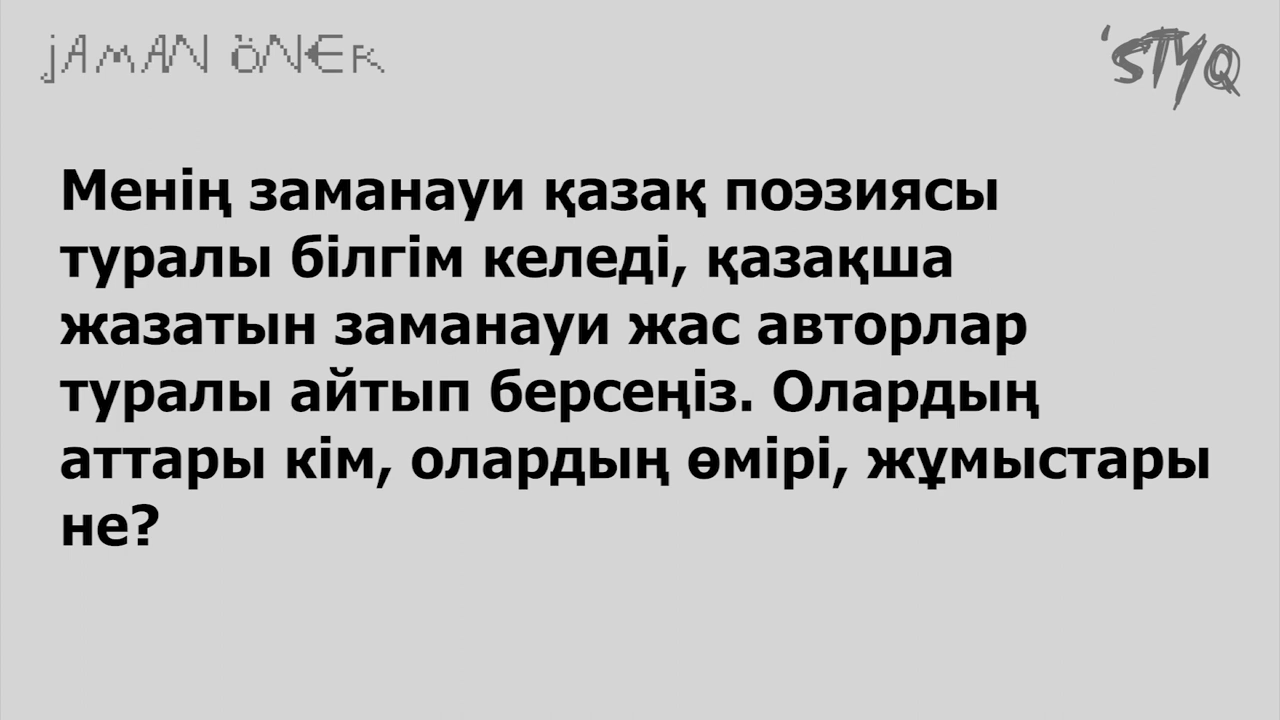 JAMAN ÖNER
'STYQ
Менің заманауи қазақ поэзиясы
туралы білгім келеді, қазақша
жазатын заманауи жас авторлар
туралы айтып берсеңіз. Олардың
аттары кім, олардың өмірі, жұмыстары
не?